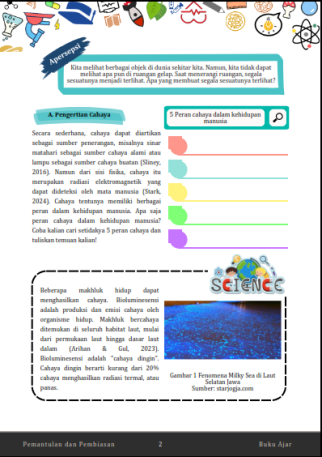 Apersepsi
Kita melihat berbagai objek di dunia sekitar kita. Namun, kita tidak dapat
melihat apa pun di ruangan gelap. Saat menerangi ruangan, segala
sesuatunya menjadi terlihat. Apa yang membuat segala sesuatunya terlihat?
A. Pengertian Cahaya
Secara sederhana, cahaya dapat diartikan
sebagai sumber penerangan, misalnya sinar
matahari sebagai sumber cahaya alami atau
lampu sebagai sumber cahaya buatan (Sliney,
2016). Namun dari sisi fisika, cahaya itu
merupakan radiasi elektromagnetik yang
dapat dideteksi oleh mata manusia (Stark,
2024). Cahaya tentunya memiliki berbagai
peran dalam kehidupan manusia. Apa saja
peran cahaya dalam kehidupan manusia?
Coba kalian cari setidaknya 5 peran cahaya dan
tuliskan temuan kalian!
5 Peran cahaya dalam kehidupan
manusia
SCIENCE
Beberapa makhluk hidup dapat
menghasilkan cahaya. Bioluminesensi
adalah produksi dan emisi cahaya oleh
organisme hidup. Makhluk bercahaya
ditemukan di seluruh habitat laut, mulai
dari permukaan laut hingga dasar laut
dalam (Arihan & Gul, 2023).
Bioluminesensi adalah "cahaya dingin".
Cahaya dingin berarti kurang dari 20%
cahaya menghasilkan radiasi termal, atau
panas.
Gambar 1 Fenomena Milky Sea di Laut
Selatan Jawa
Sumber: starjogja.com
Pemantulan dan Pembiasan
2
Buku Ajar